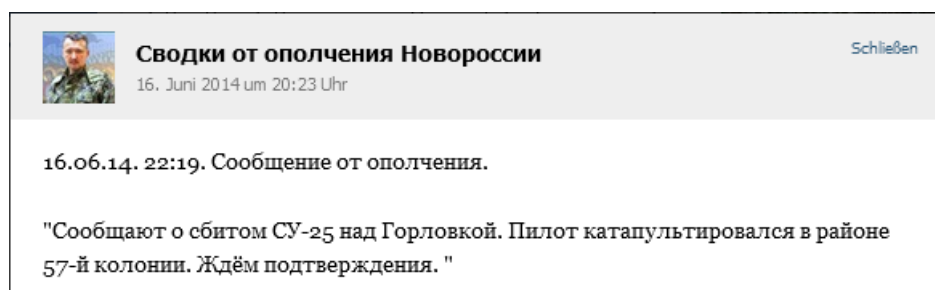 Сводки от ополчения Новороссии
Schließen
16. Juni 2014 um 20:23 Uhr
16.06.14. 22:19. Сообщение от ополчения.
"Сообщают о сбитом СУ-25 над Горловкой. Пилот катапультировался в районе
57-й колонии. Ждём подтверждения. "